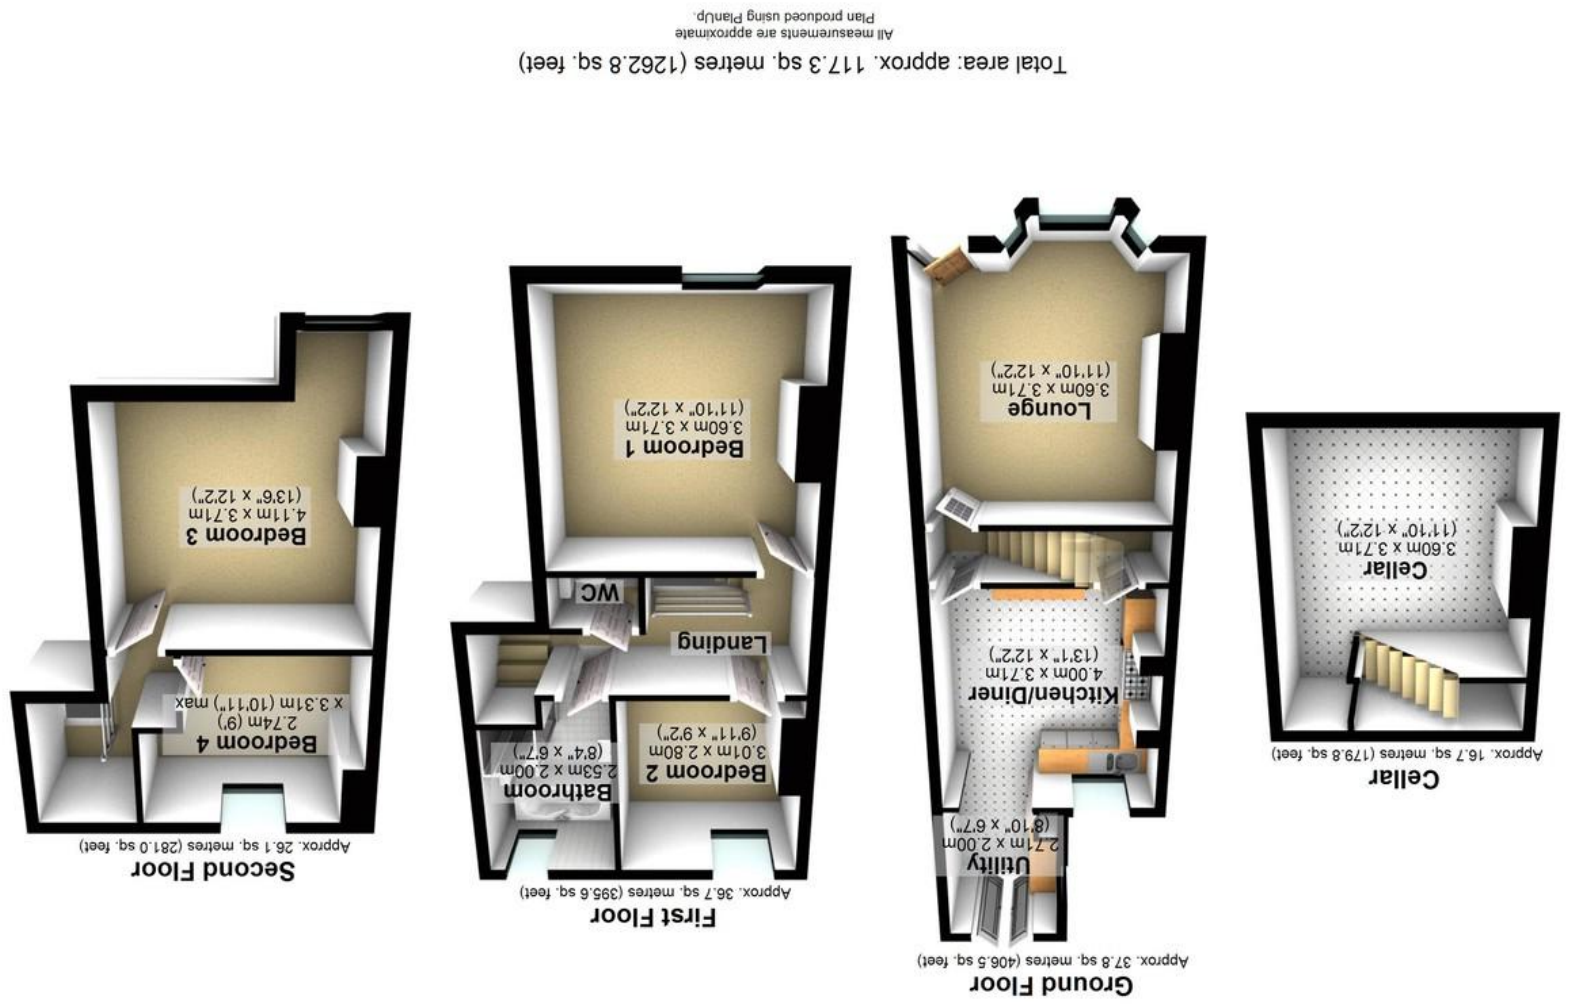 Cellar
Approx. 16.7 sq. metres (179.8 sq. feet)
Cellar
3.60m x 3.71m
(11'10" x 12'2")
Ground Floor
Approx. 37.8 sq. metres (406.5 sq. feet)
Utility
2.71m x 2.00m
(8'10" x 6'7")
Kitchen/Diner
4.00m x 3.71m
(13'1" x 12'2")
Lounge
3.60m x 3.71m
(11'10" x 12'2")
First Floor
Approx. 36.7 sq. metres (395.6 sq. feet)
Bedroom 2
3.01m x 2.80m
(9'11" x 9'2")
Bathroom
2.53m x 2.00m
(8'4" x 6'7")
Landing
WC
Bedroom 1
3.60m x 3.71m
(11'10" x 12'2")
Second Floor
Approx. 26.1 sq. metres (281.0 sq. feet)
Bedroom 4
2.74m (9')
x 3.31m (10'11") max
Bedroom 3
4.11m x 3.71m
(13'6" x 12'2")
Total area: approx. 117.3 sq. metres (1262.8 sq. feet)
All measurements are approximate
Plan produced using PlanUp.